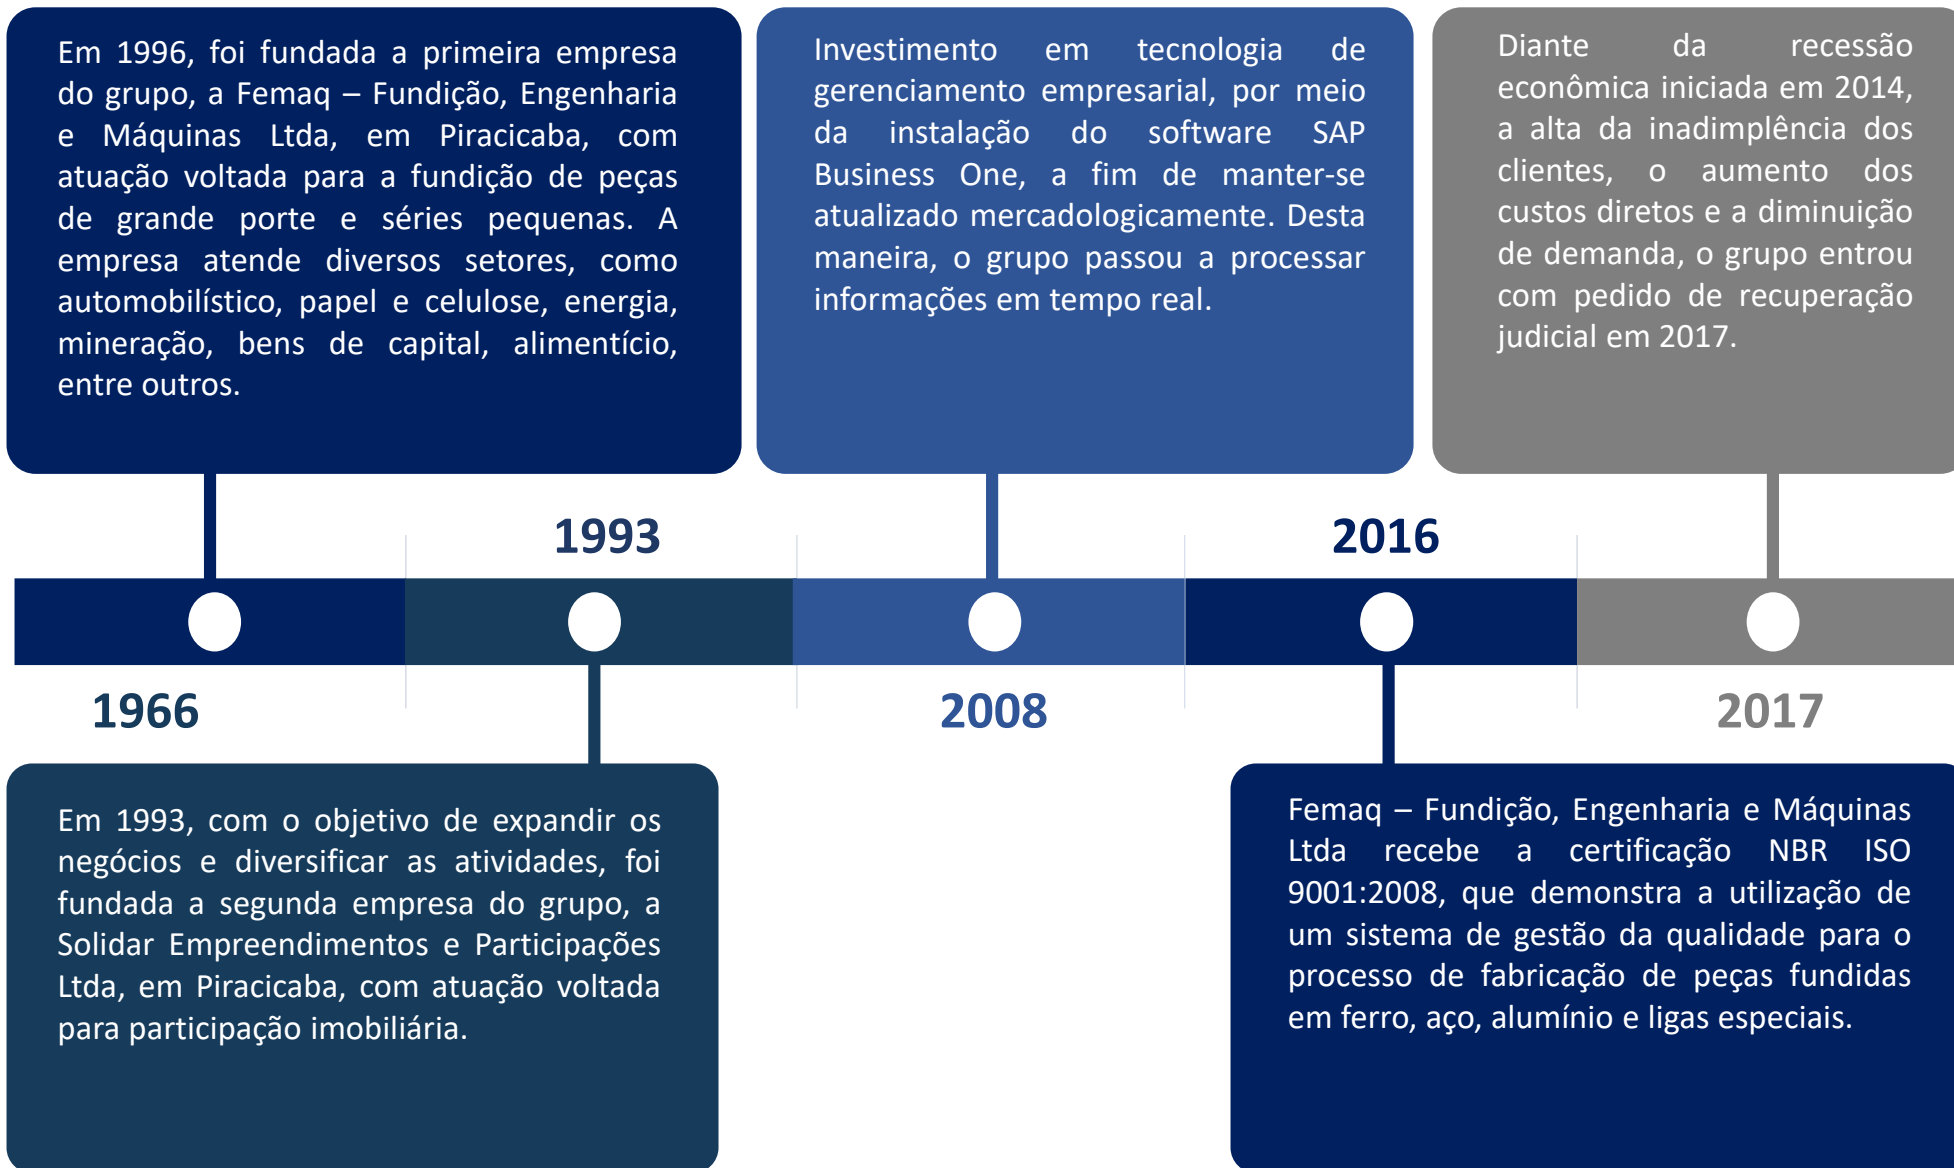 Em 1996, foi fundada a primeira empresa
do grupo, a Femaq – Fundição, Engenharia
e Máquinas Ltda, em Piracicaba, com
atuação voltada para a fundição de peças
de grande porte e séries pequenas. A
empresa atende diversos setores, como
automobilístico, papel e celulose, energia,
mineração, bens de capital, alimentício,
entre outros.
Investimento em tecnologia de
gerenciamento empresarial, por meio
da instalação do software SAP
Business One, a fim de manter-se
atualizado mercadologicamente. Desta
maneira, o grupo passou a processar
informações em tempo real.
Diante da recessão
econômica iniciada em 2014,
a alta da inadimplência dos
clientes, o aumento dos
custos diretos e a diminuição
de demanda, o grupo entrou
com pedido de recuperação
judicial em 2017.
1993
2016
1966
2008
2017
Em 1993, com o objetivo de expandir os
negócios e diversificar as atividades, foi
fundada a segunda empresa do grupo, a
Solidar Empreendimentos e Participações
Ltda, em Piracicaba, com atuação voltada
para participação imobiliária.
Femaq – Fundição, Engenharia e Máquinas
Ltda recebe a certificação NBR ISO
9001:2008, que demonstra a utilização de
um sistema de gestão da qualidade para o
processo de fabricação de peças fundidas
em ferro, aço, alumínio e ligas especiais.